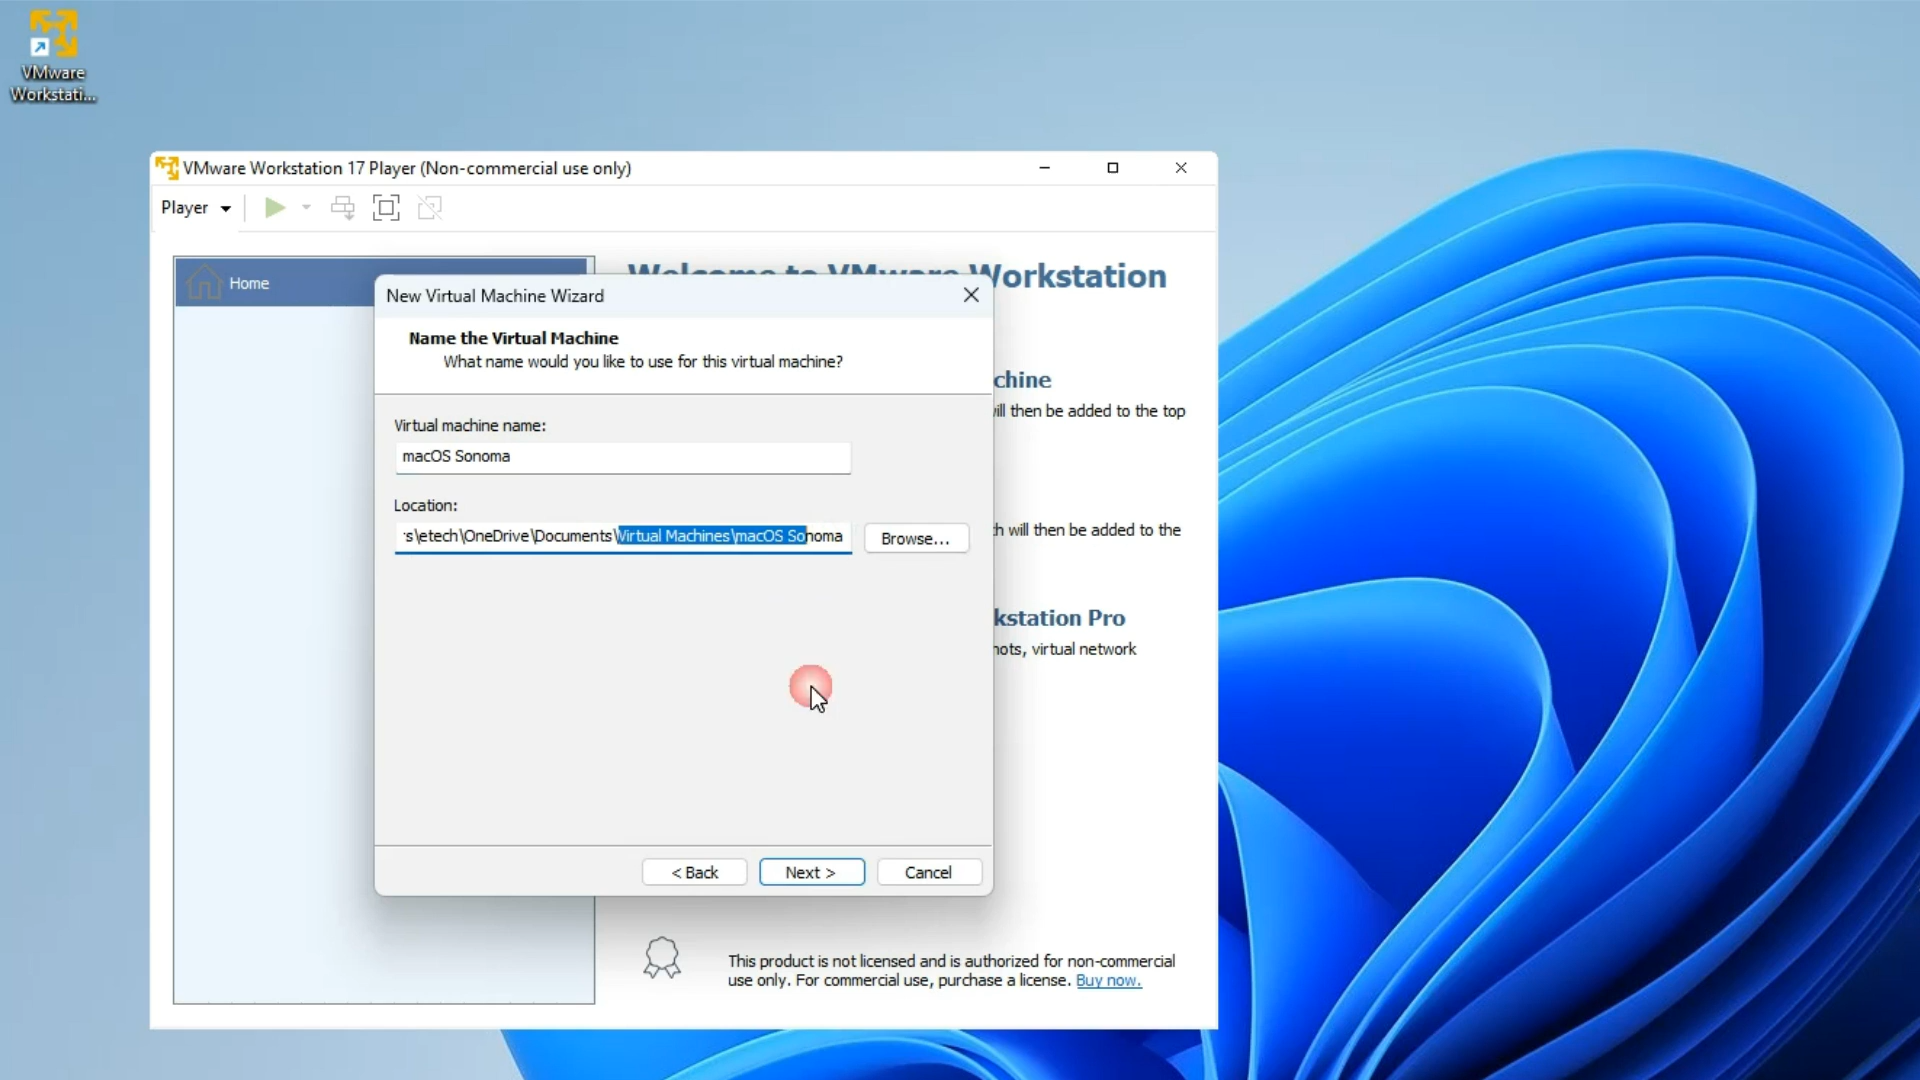 VMware
Workstati...
VMware Workstation 17 Player (Non-commercial use only)
Player
Home
Welcome to VMware Workstation
New Virtual Machine Wizard
Name the Virtual Machine
What name would you like to use for this virtual machine?
chine
ill then be added to the top
Virtual machine name:
macOS Sonoma
Location:
s\etech\OneDrive\Documents\Virtual Machines\macOS Sonoma
Browse...
h will then be added to the
kstation Pro
ots, virtual network
< Back
Next >
Cancel
This product is not licensed and is authorized for non-commercial
use only. For commercial use, purchase a license. Buy now.